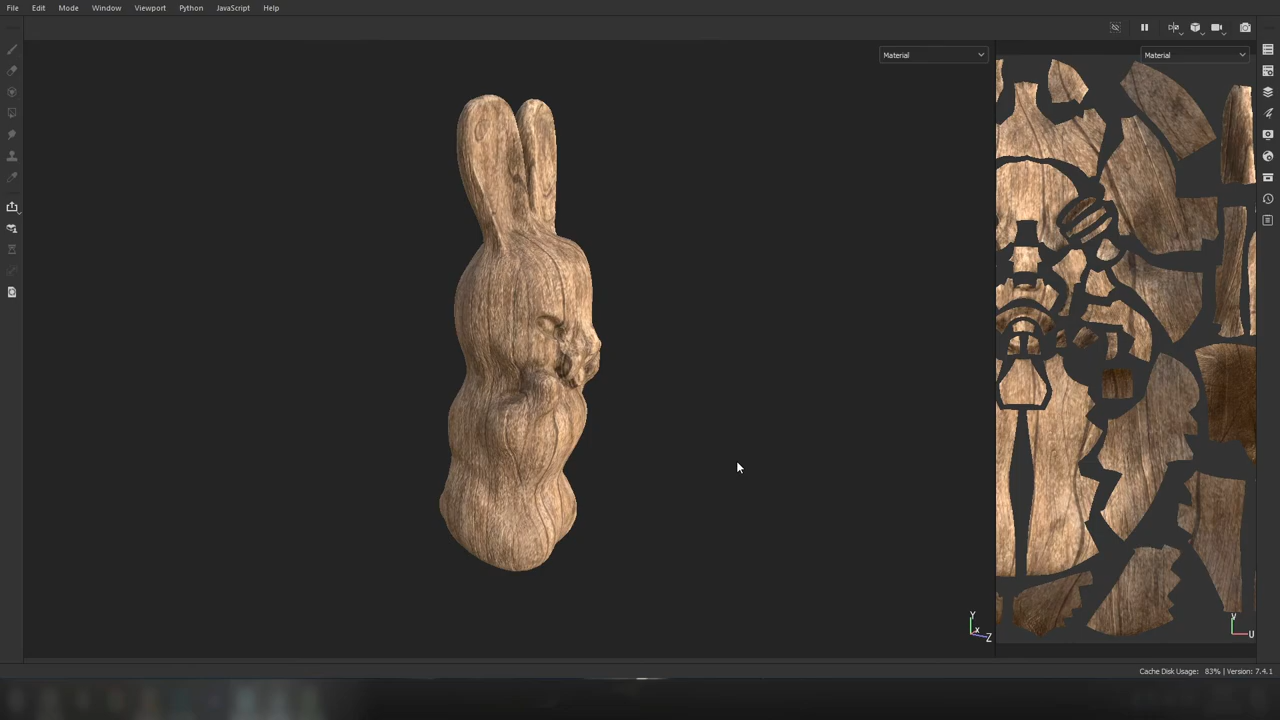 File Edit Mode Window Viewport Python JavaScript Help
Material
Material
Y
X
Z
V
U
Cache Disk Usage: 83% | Version: 7.4.1